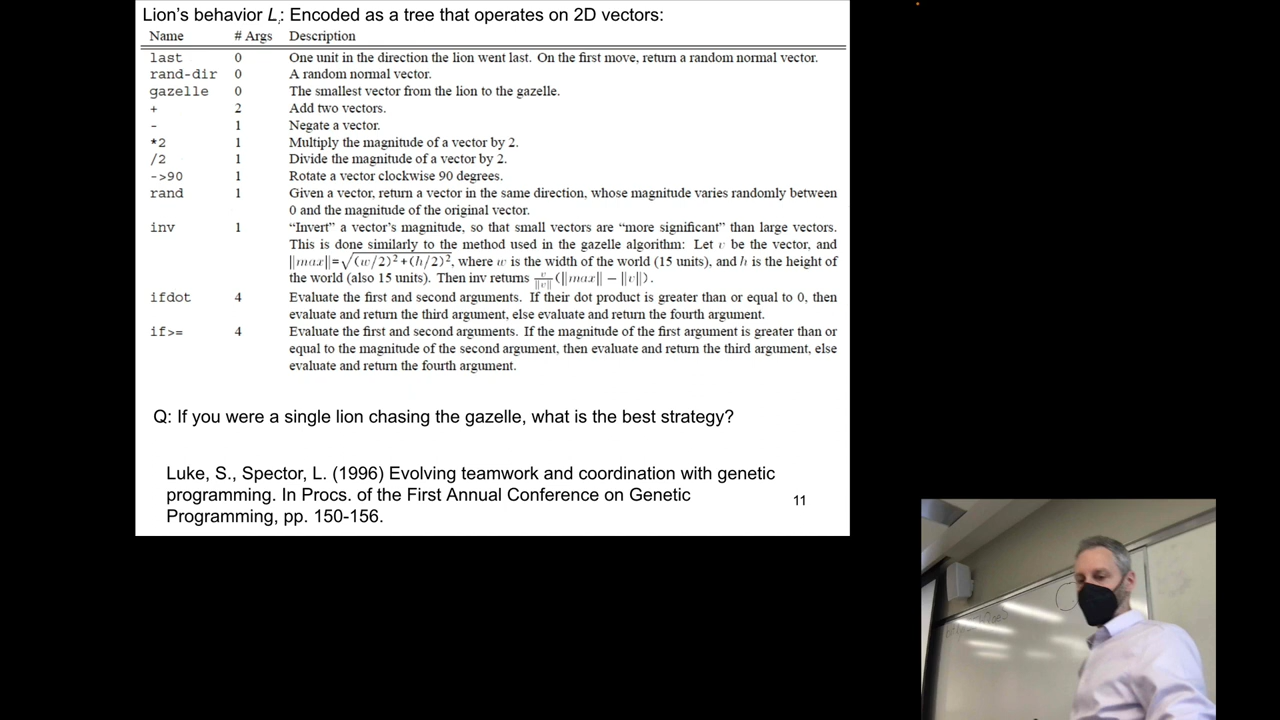 Lion's behavior Li: Encoded as a tree that operates on 2D vectors:
Name # Args Description
last 0 One unit in the direction the lion went last. On the first move, return a random normal vector.
rand-dir 0 A random normal vector.
gazelle 0 The smallest vector from the lion to the gazelle.
+ 2 Add two vectors.
- 1 Negate a vector.
*2 1 Multiply the magnitude of a vector by 2.
/2 1 Divide the magnitude of a vector by 2.
->90 1 Rotate a vector clockwise 90 degrees.
rand 1 Given a vector, return a vector in the same direction, whose magnitude varies randomly between
0 and the magnitude of the original vector.
inv 1 "Invert" a vector's magnitude, so that small vectors are "more significant" than large vectors.
This is done similarly to the method used in the gazelle algorithm: Let v be the vector, and
||max||=√(w/2)²+(h/2)², where w is the width of the world (15 units), and h is the height of
the world (also 15 units). Then inv returns v/||v||(||max|| − ||v||).
ifdot 4 Evaluate the first and second arguments. If their dot product is greater than or equal to 0, then
evaluate and return the third argument, else evaluate and return the fourth argument.
if>= 4 Evaluate the first and second arguments. If the magnitude of the first argument is greater than or
equal to the magnitude of the second argument, then evaluate and return the third argument, else
evaluate and return the fourth argument.
Q: If you were a single lion chasing the gazelle, what is the best strategy?
Luke, S., Spector, L. (1996) Evolving teamwork and coordination with genetic
programming. In Procs. of the First Annual Conference on Genetic
Programming, pp. 150-156.
11